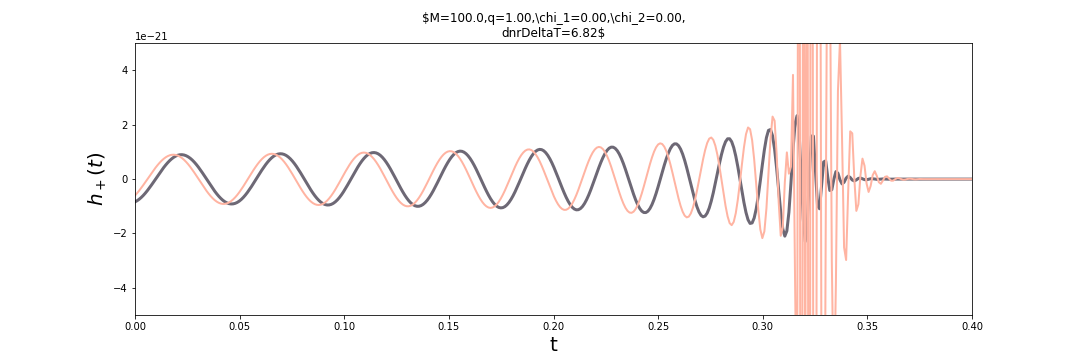 $M=100.0,q=1.00,\chi_1=0.00,\chi_2=0.00,
dnrDeltaT=6.82$
1e−21
4
2
0
−2
−4
h+(t)
0.00 0.05 0.10 0.15 0.20 0.25 0.30 0.35 0.40
t